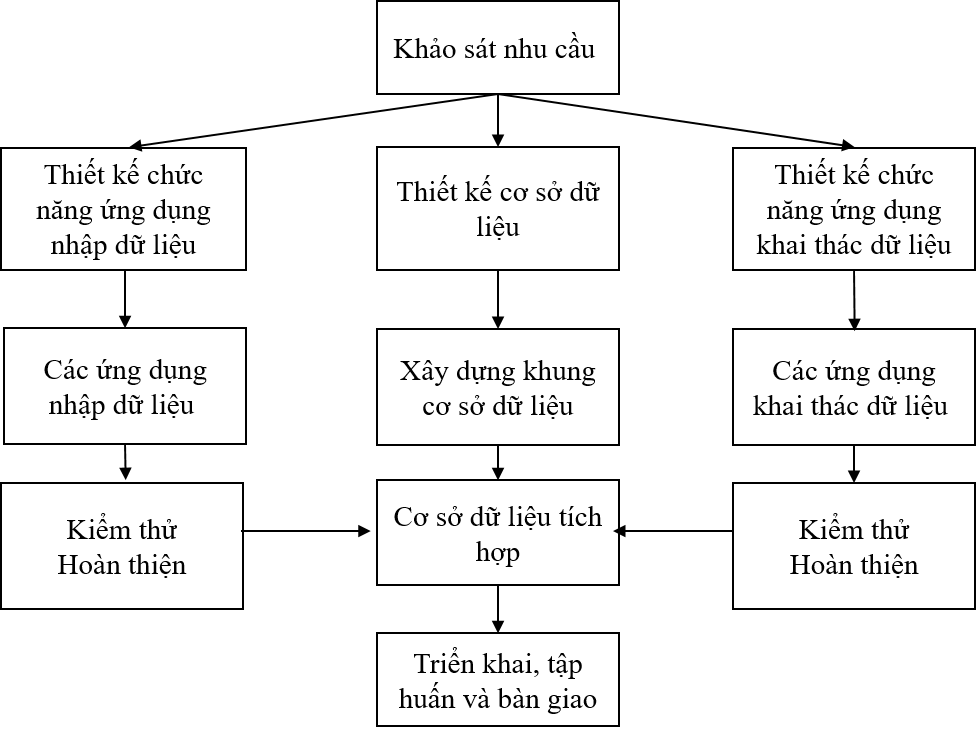 Khảo sát nhu cầu
Thiết kế chức
năng ứng dụng
nhập dữ liệu
Thiết kế cơ sở dữ
liệu
Thiết kế chức
năng ứng dụng
khai thác dữ liệu
Các ứng dụng
nhập dữ liệu
Xây dựng khung
cơ sở dữ liệu
Các ứng dụng
khai thác dữ liệu
Kiểm thử
Hoàn thiện
Cơ sở dữ liệu tích
hợp
Kiểm thử
Hoàn thiện
Triển khai, tập
huấn và bàn giao